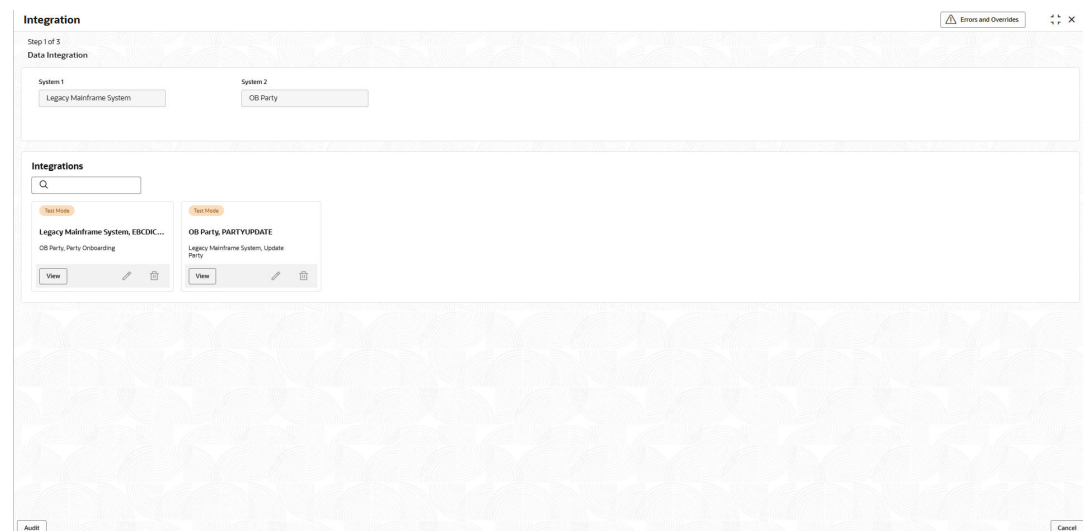 Integration
Errors and Overrides
Step 1 of 3
Data Integration
System 1
System 2
Legacy Mainframe System
OB Party
Integrations
Test Mode
Test Mode
Legacy Mainframe System, EBCDIC...
OB Party, PARTYUPDATE
OB Party, Party Onboarding
Legacy Mainframe System, Update
Party
View
View
Audit
Cancel